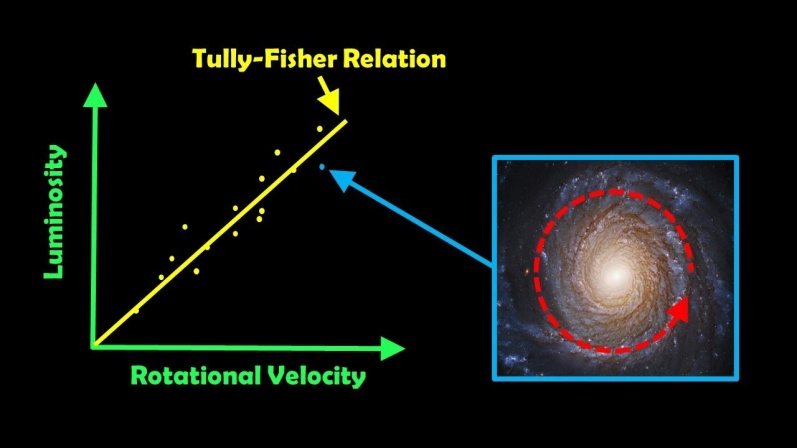 Tully-Fisher Relation
Luminosity
Rotational Velocity